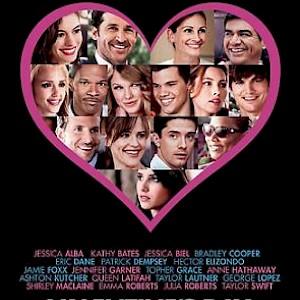 JESSICA ALBA KATHY BATES JESSICA BIEL BRADLEY COOPER
ERIC DANE PATRICK DEMPSEY HECTOR ELIZONDO
JAMIE FOXX JENNIFER GARNER TOPHER GRACE ANNE HATHAWAY
ASHTON KUTCHER QUEEN LATIFAH TAYLOR LAUTNER GEORGE LOPEZ
SHIRLEY MACLAINE EMMA ROBERTS JULIA ROBERTS TAYLOR SWIFT